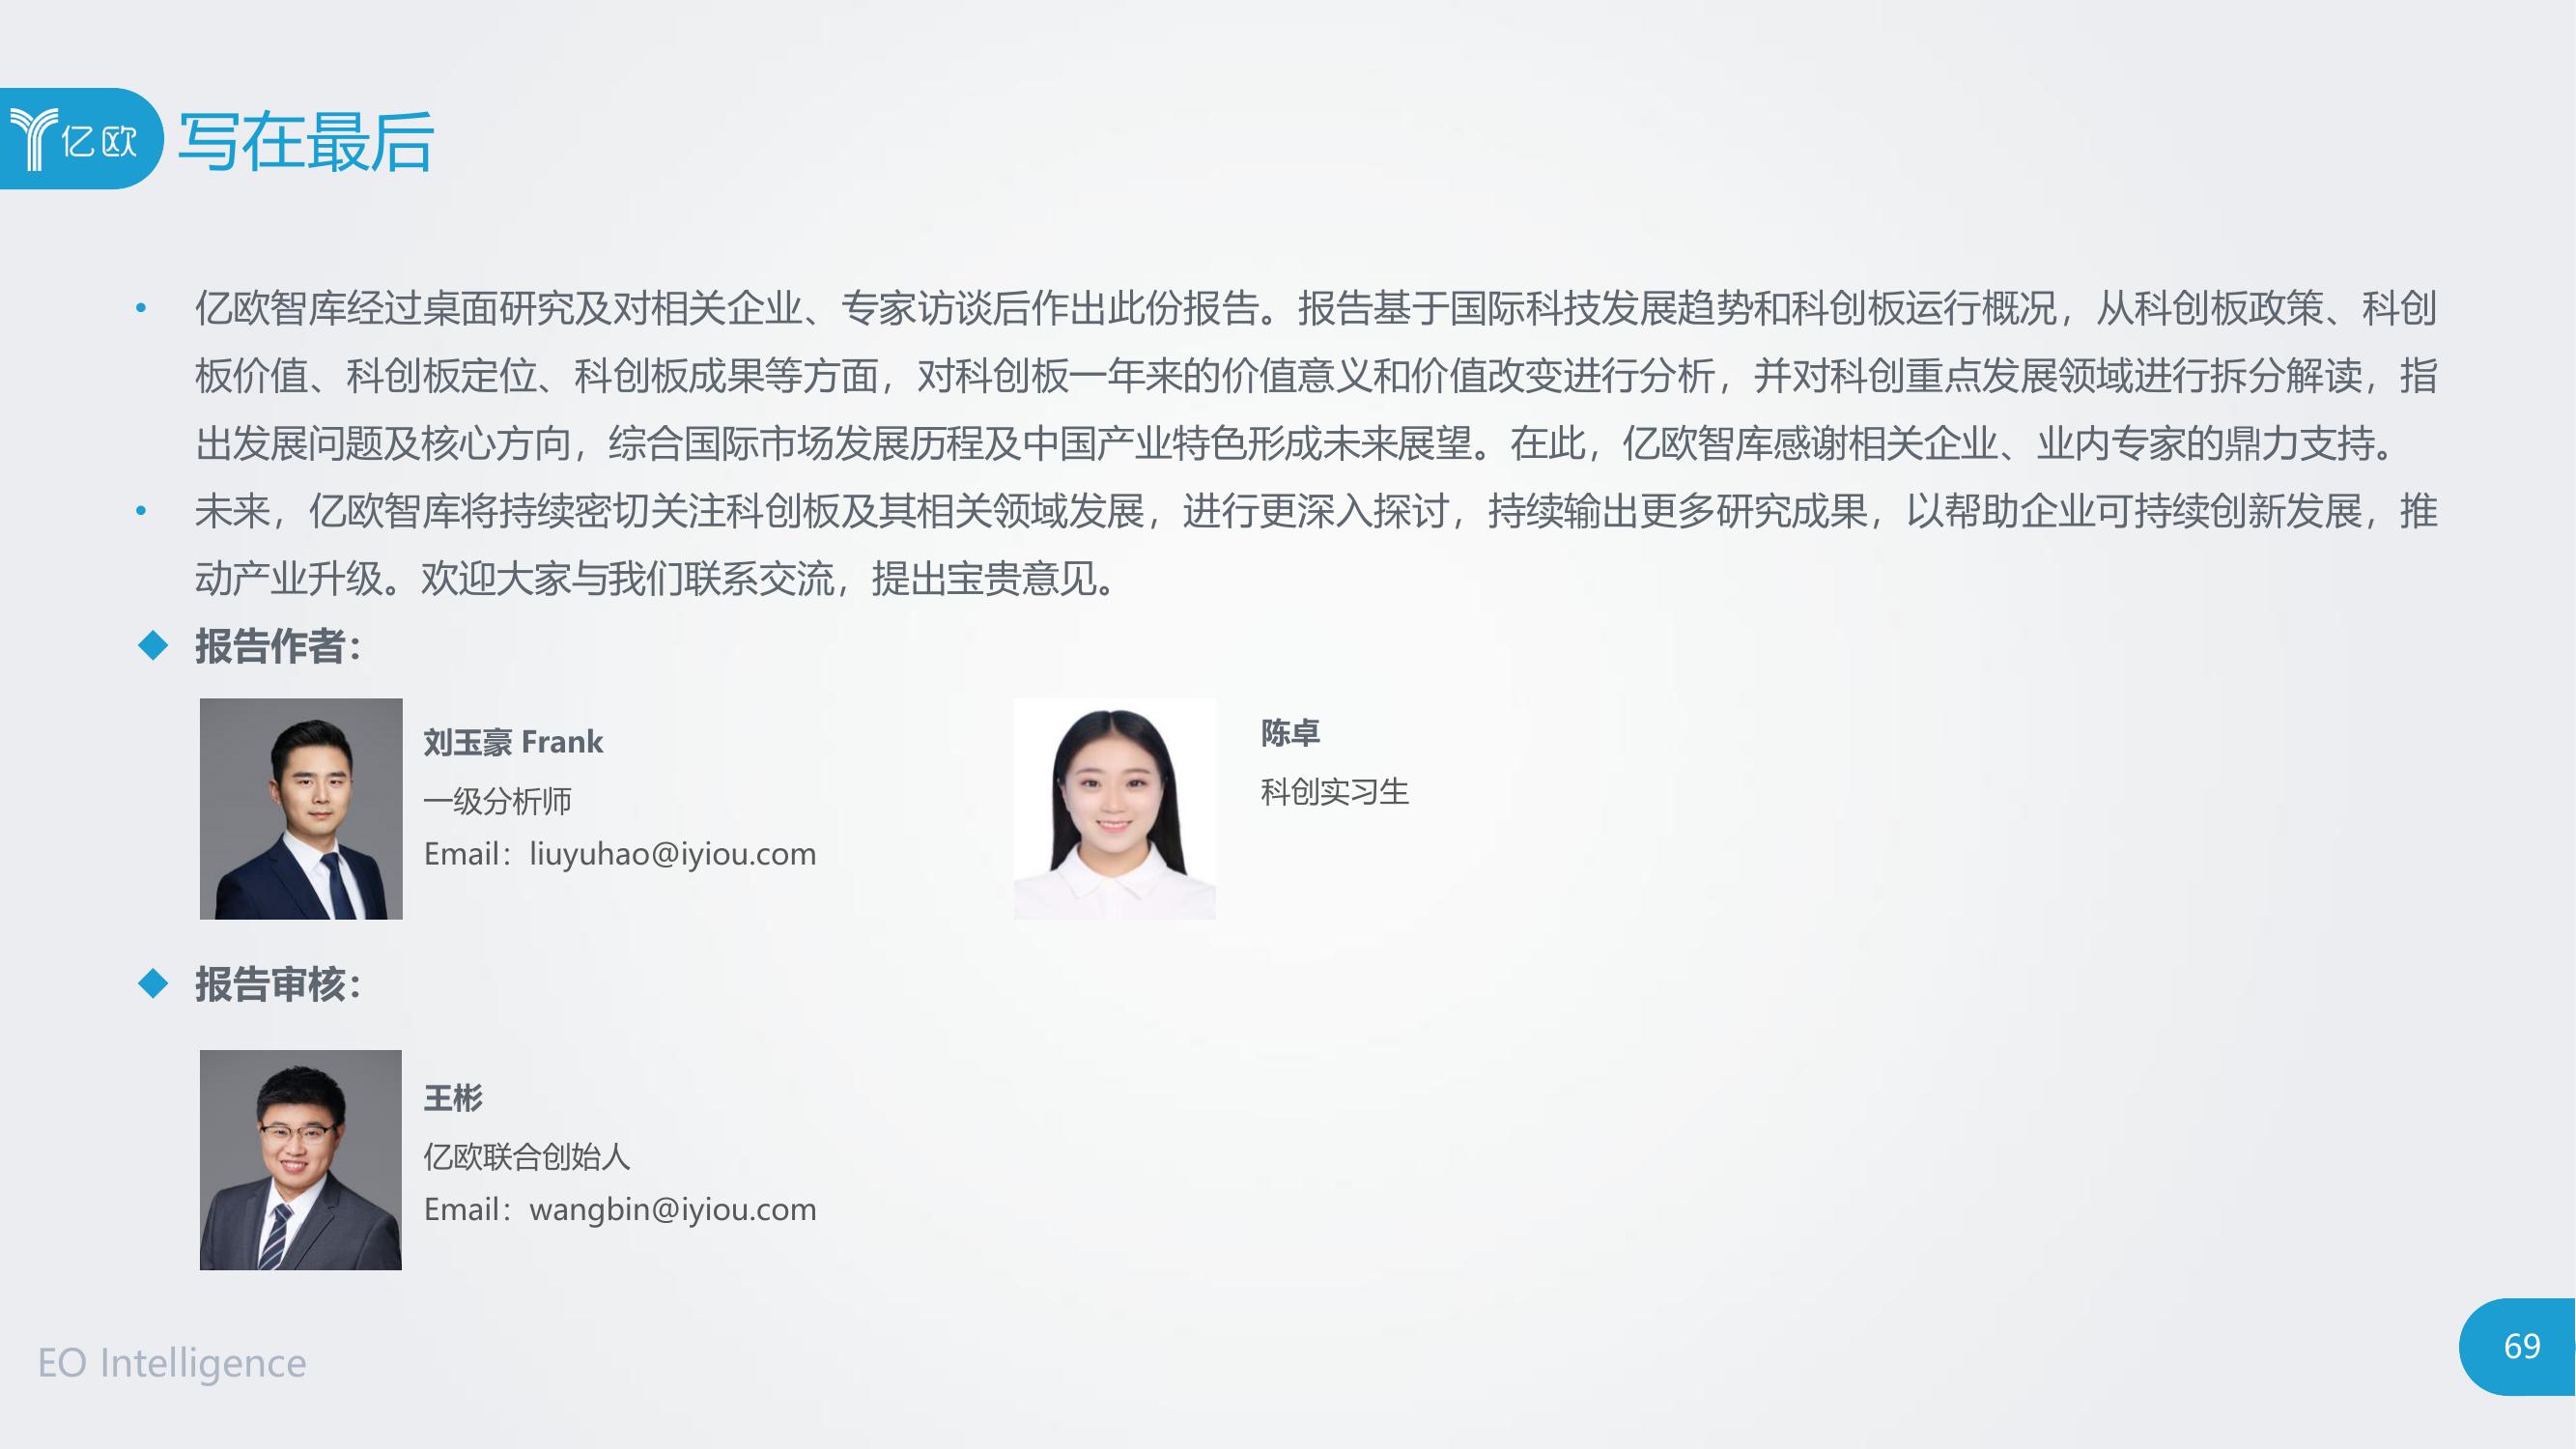 亿欧 写在最后
• 亿欧智库经过桌面研究及对相关企业、专家访谈后作出此份报告。报告基于国际科技发展趋势和科创板运行概况，从科创板政策、科创
板价值、科创板定位、科创板成果等方面，对科创板一年来的价值意义和价值改变进行分析，并对科创重点发展领域进行拆分解读，指
出发展问题及核心方向，综合国际市场发展历程及中国产业特色形成未来展望。在此，亿欧智库感谢相关企业、业内专家的鼎力支持。
• 未来，亿欧智库将持续密切关注科创板及其相关领域发展，进行更深入探讨，持续输出更多研究成果，以帮助企业可持续创新发展，推
动产业升级。欢迎大家与我们联系交流，提出宝贵意见。
◆ 报告作者：
刘玉豪 Frank
一级分析师
Email：liuyuhao@iyiou.com
陈卓
科创实习生
◆ 报告审核：
王彬
亿欧联合创始人
Email：wangbin@iyiou.com
EO Intelligence
69